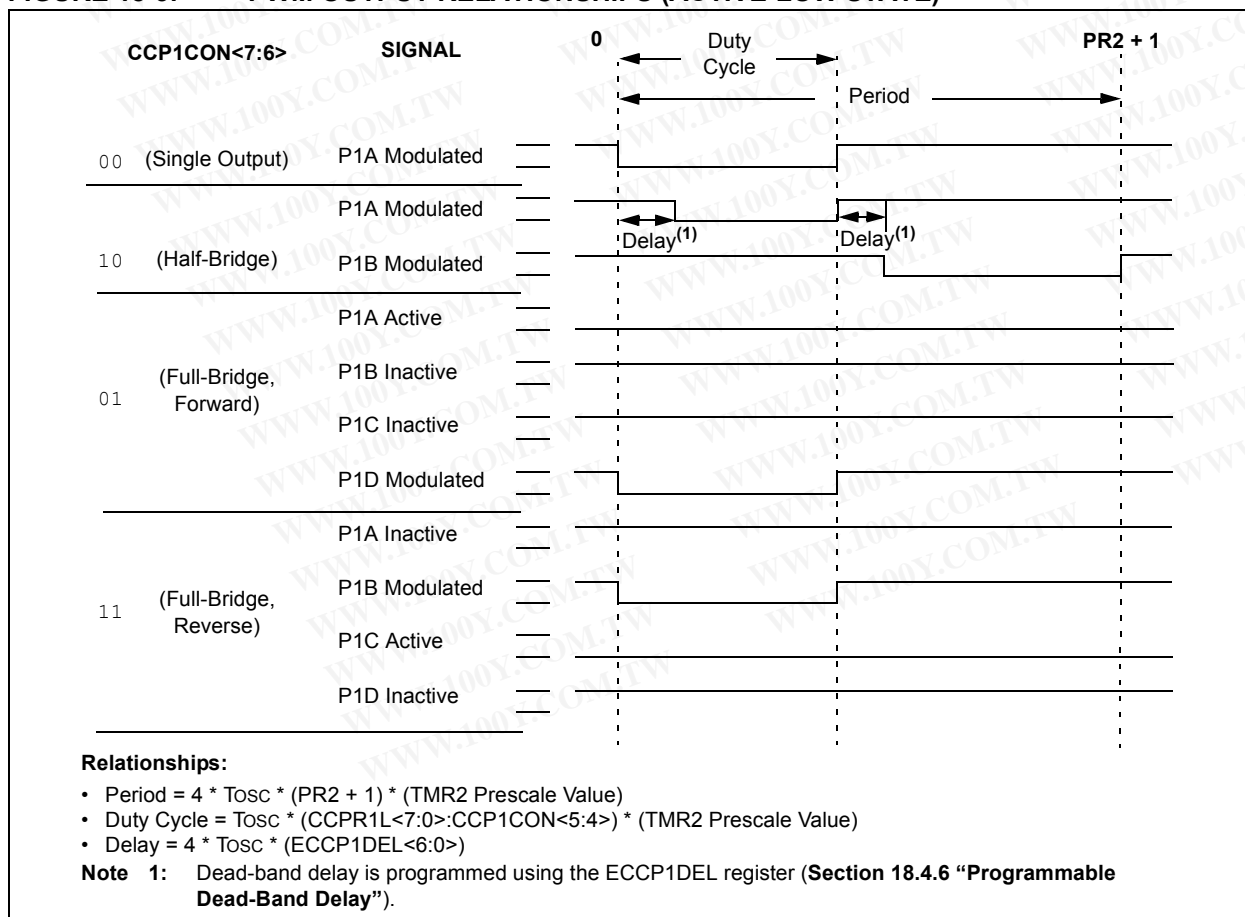 CCP1CON<7:6> SIGNAL 0 Duty Cycle PR2 + 1
Period
00 (Single Output) P1A Modulated
P1A Modulated
Delay(1) Delay(1)
10 (Half-Bridge) P1B Modulated
P1A Active
01 (Full-Bridge, Forward) P1B Inactive
P1C Inactive
P1D Modulated
P1A Inactive
11 (Full-Bridge, Reverse) P1B Modulated
P1C Active
P1D Inactive
Relationships:
• Period = 4 * TOSC * (PR2 + 1) * (TMR2 Prescale Value)
• Duty Cycle = TOSC * (CCPR1L<7:0>:CCP1CON<5:4>) * (TMR2 Prescale Value)
• Delay = 4 * TOSC * (ECCP1DEL<6:0>)
Note 1: Dead-band delay is programmed using the ECCP1DEL register (Section 18.4.6 “Programmable
Dead-Band Delay”).
WWW.100Y.COM.TW